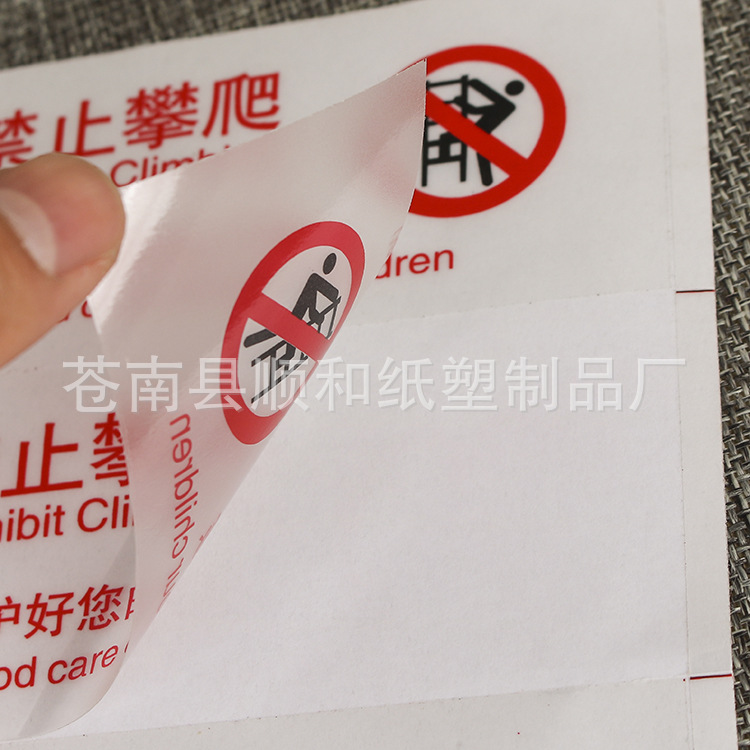 禁止攀爬
Climbi
dren
苍南县顺和纸塑制品厂
止攀
ibit Cli
children
护好您
od care